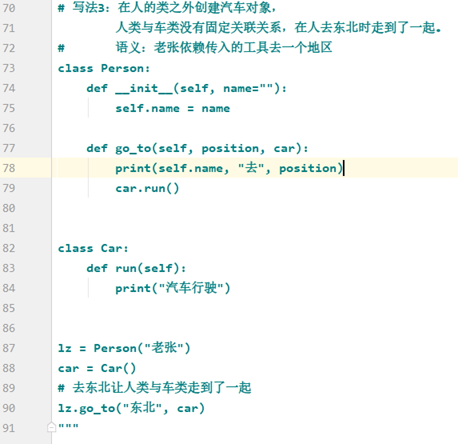 70 # 写法3：在人的类之外创建汽车对象，
71 人类与车类没有固定关联关系，在人去东北时走到了一起。
72 # 语义：老张依赖传入的工具去一个地区
73 class Person:
74 def __init__(self, name=""):
75 self.name = name
76
77 def go_to(self, position, car):
78 print(self.name, "去", position)
79 car.run()
80
81
82 class Car:
83 def run(self):
84 print("汽车行驶")
85
86
87 lz = Person("老张")
88 car = Car()
89 # 去东北让人类与车类走到了一起
90 lz.go_to("东北", car)
91 """